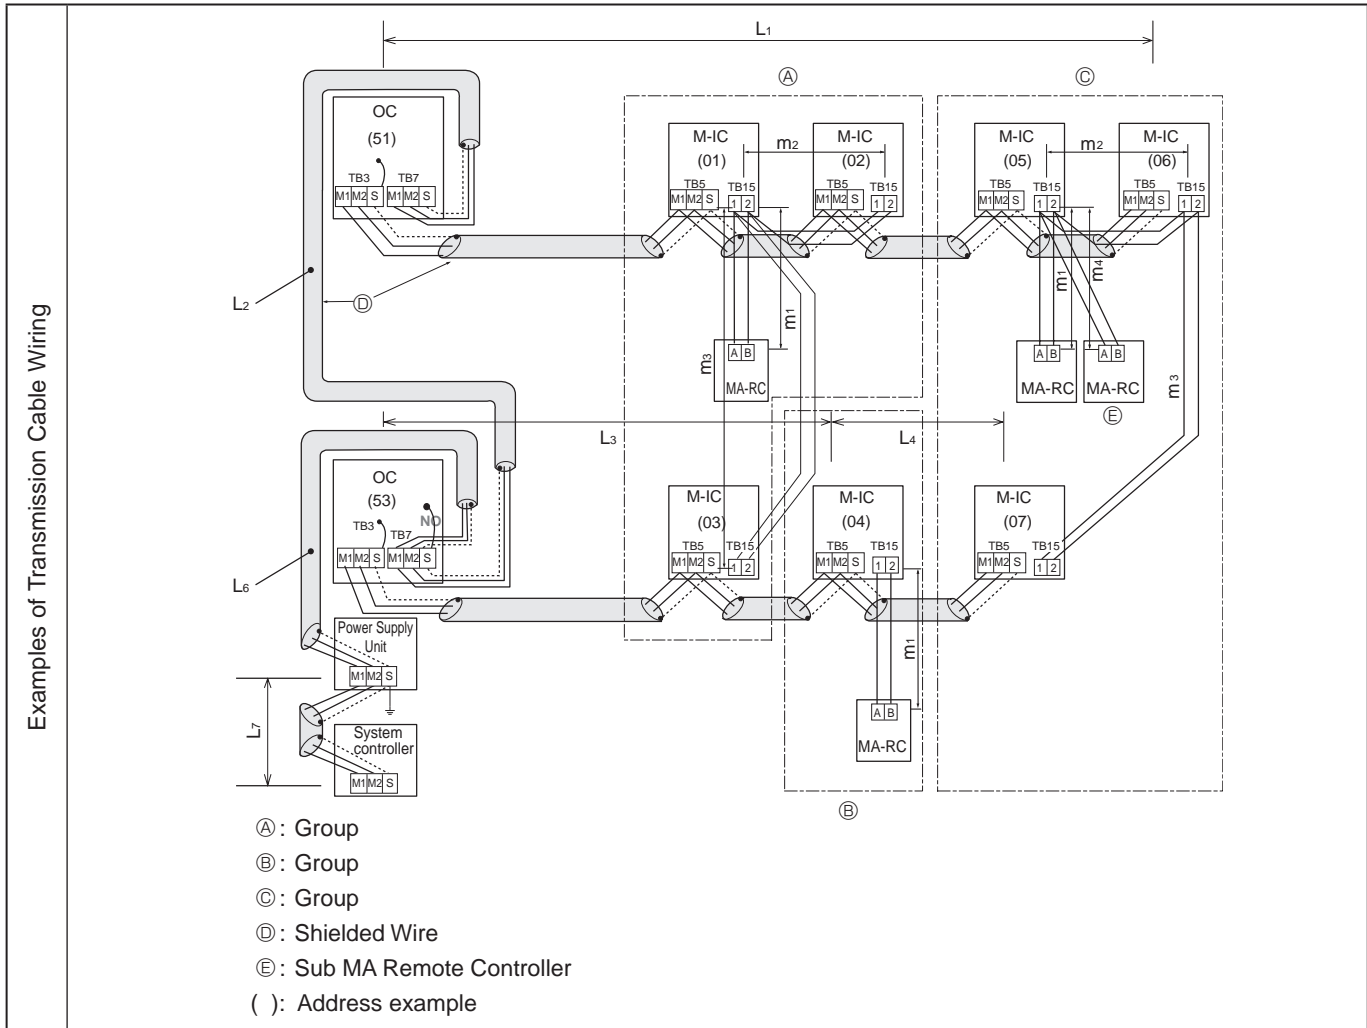 Examples of Transmission Cable Wiring
L1
Ⓐ
Ⓒ
OC
(51)
TB3 TB7
M1 M2 S M1 M2 S
M-IC
(01)
TB5 TB15
M1 M2 S 1 2
m2
M-IC
(02)
TB5 TB15
M1 M2 S 1 2
M-IC
(05)
TB5 TB15
M1 M2 S 1 2
m2
M-IC
(06)
TB5 TB15
M1 M2 S 1 2
L2
Ⓓ
m3
m1
A B
MA-RC
m1
m4
A B
MA-RC
A B
MA-RC
Ⓔ
m3
L3
L4
OC
(53)
NO
TB3 TB7
M1 M2 S M1 M2 S
M-IC
(03)
TB5 TB15
M1 M2 S 1 2
M-IC
(04)
TB5 TB15
M1 M2 S 1 2
M-IC
(07)
TB5 TB15
M1 M2 S 1 2
L6
Power Supply
Unit
M1 M2 S
m1
A B
MA-RC
L7
System
controller
M1 M2 S
Ⓑ
Ⓐ: Group
Ⓑ: Group
Ⓒ: Group
Ⓓ: Shielded Wire
Ⓔ: Sub MA Remote Controller
( ): Address example